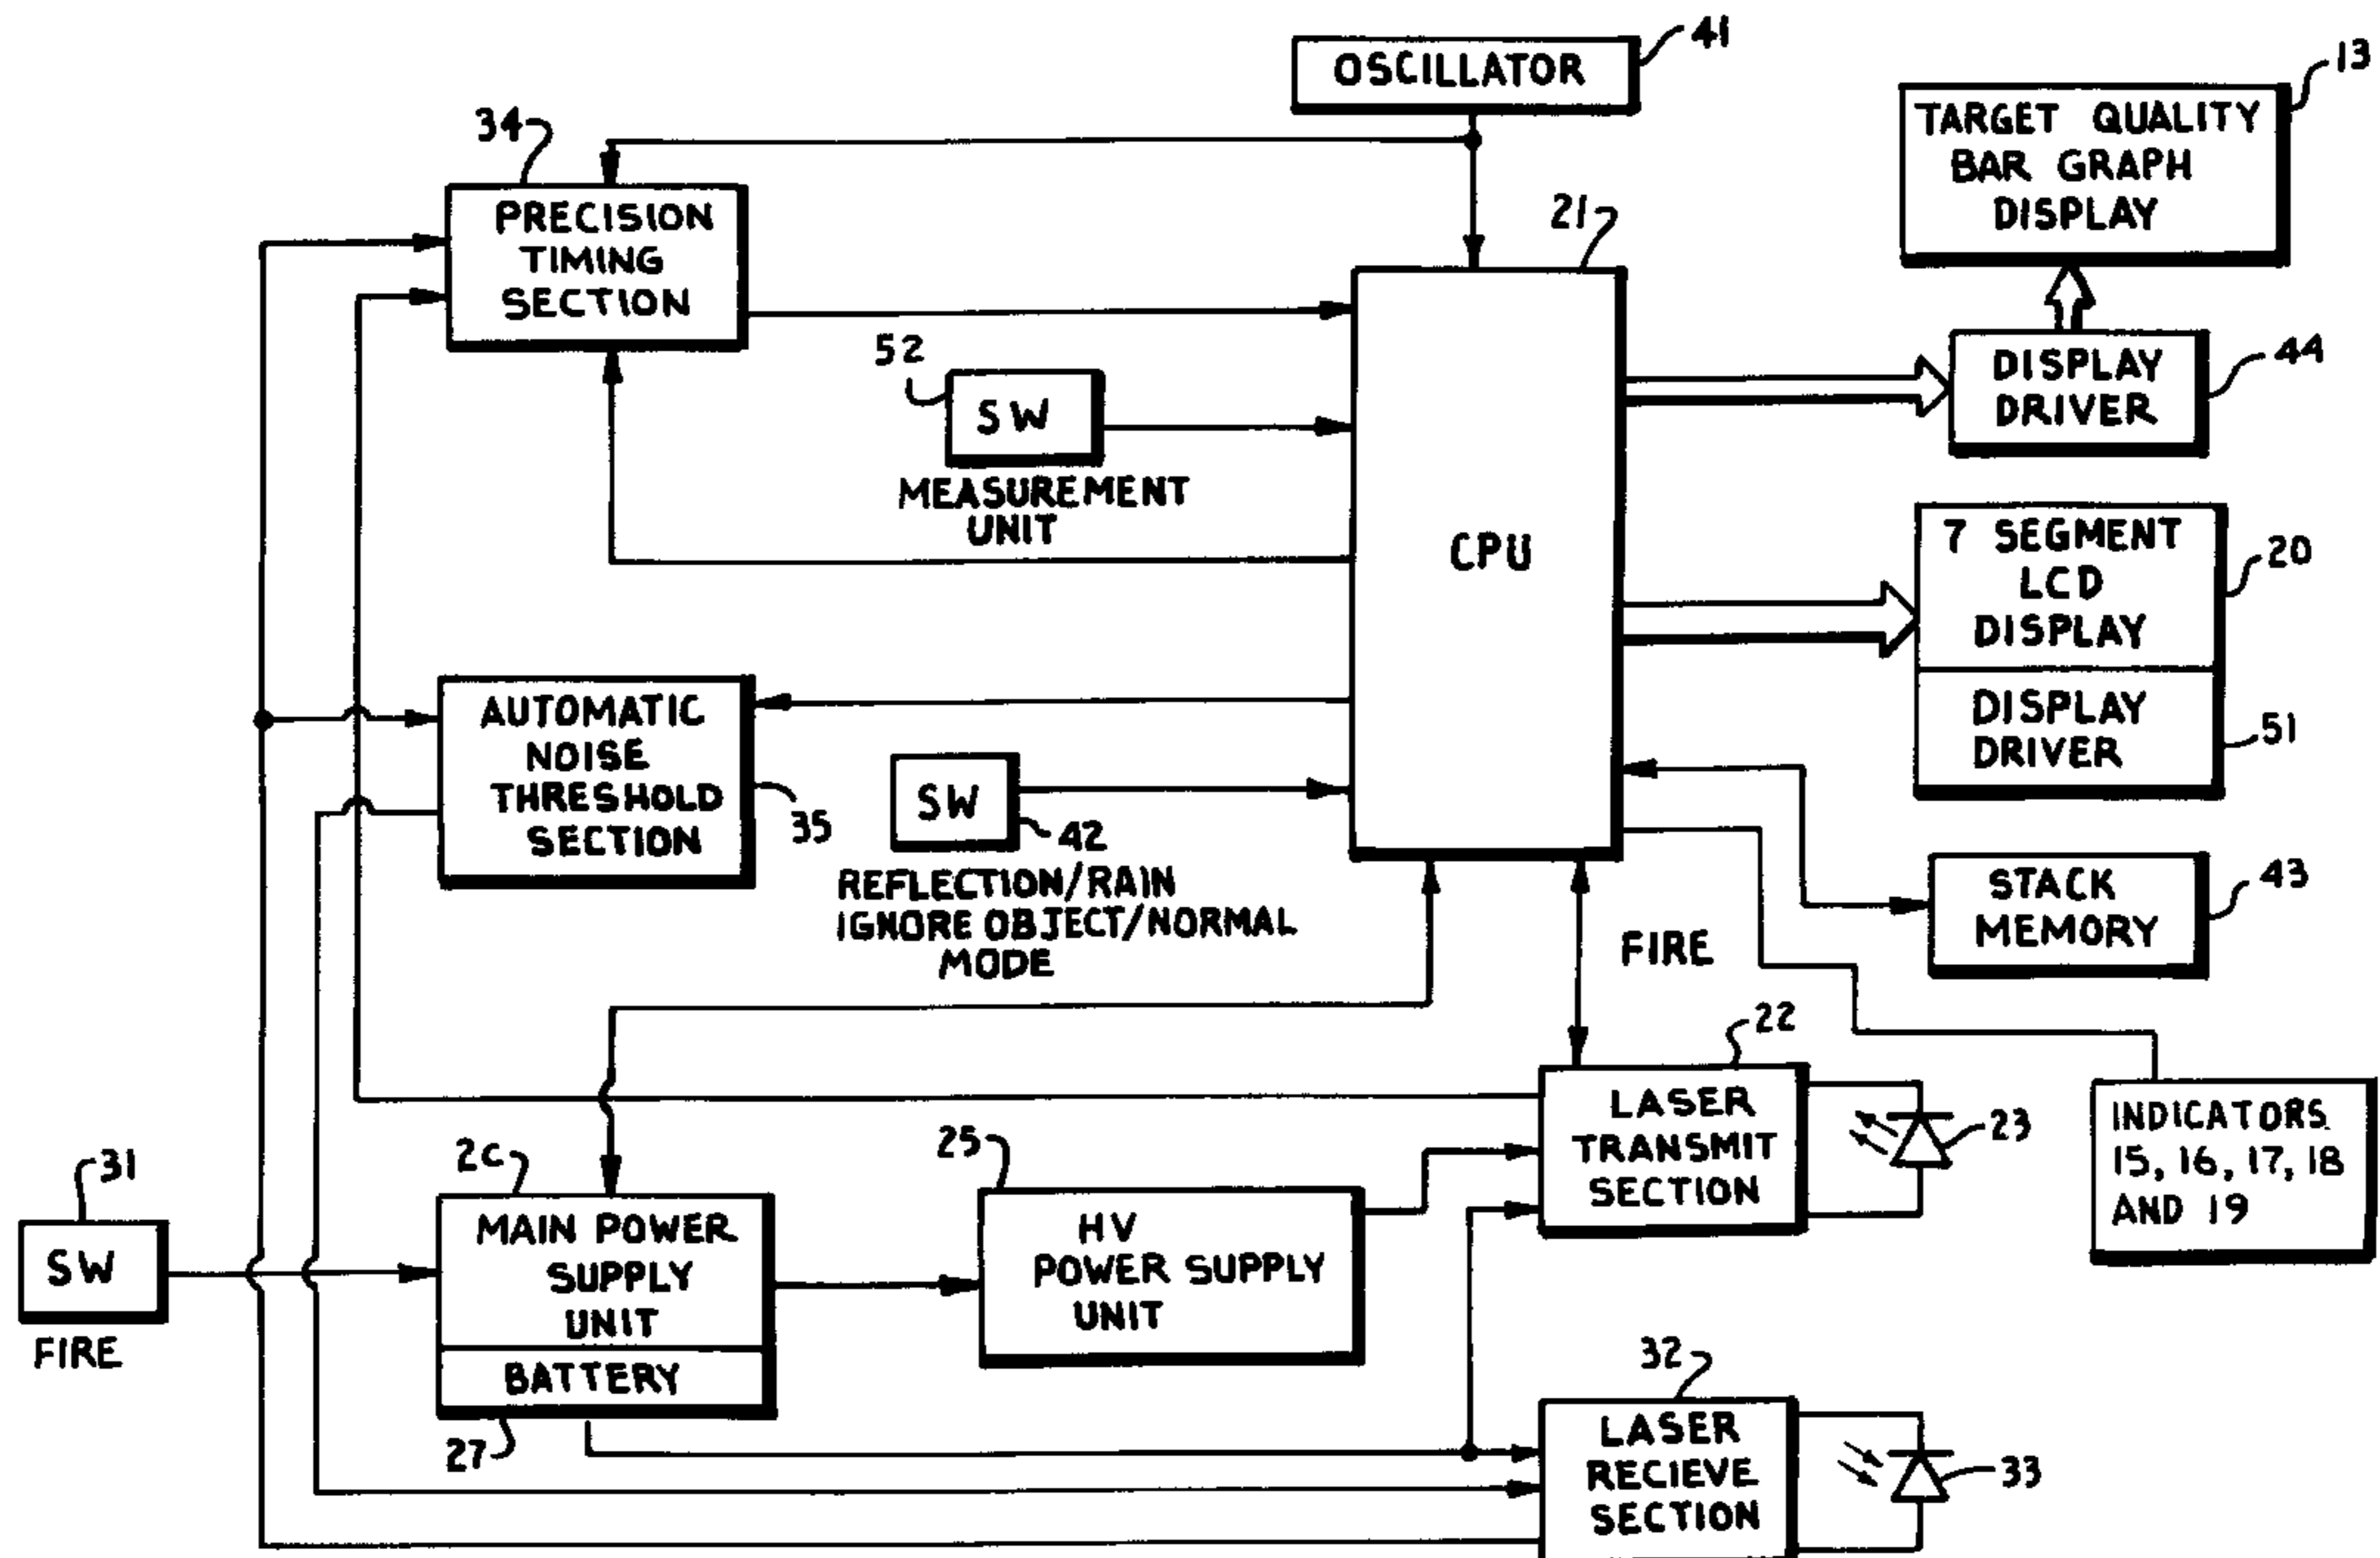 OSCILLATOR
41
13
TARGET QUALITY
BAR GRAPH
DISPLAY
34
PRECISION
TIMING
SECTION
21
CPU
52
SW
MEASUREMENT
UNIT
DISPLAY
DRIVER
44
7 SEGMENT
LCD
DISPLAY
20
DISPLAY
DRIVER
51
AUTOMATIC
NOISE
THRESHOLD
SECTION
35
SW
42
REFLECTION/RAIN
IGNORE OBJECT/NORMAL
MODE
STACK
MEMORY
43
FIRE
22
LASER
TRANSMIT
SECTION
23
INDICATORS
15, 16, 17, 18
AND 19
31
SW
FIRE
2C
MAIN POWER
SUPPLY
UNIT
BATTERY
27
25
HV
POWER SUPPLY
UNIT
32
LASER
RECIEVE
SECTION
33